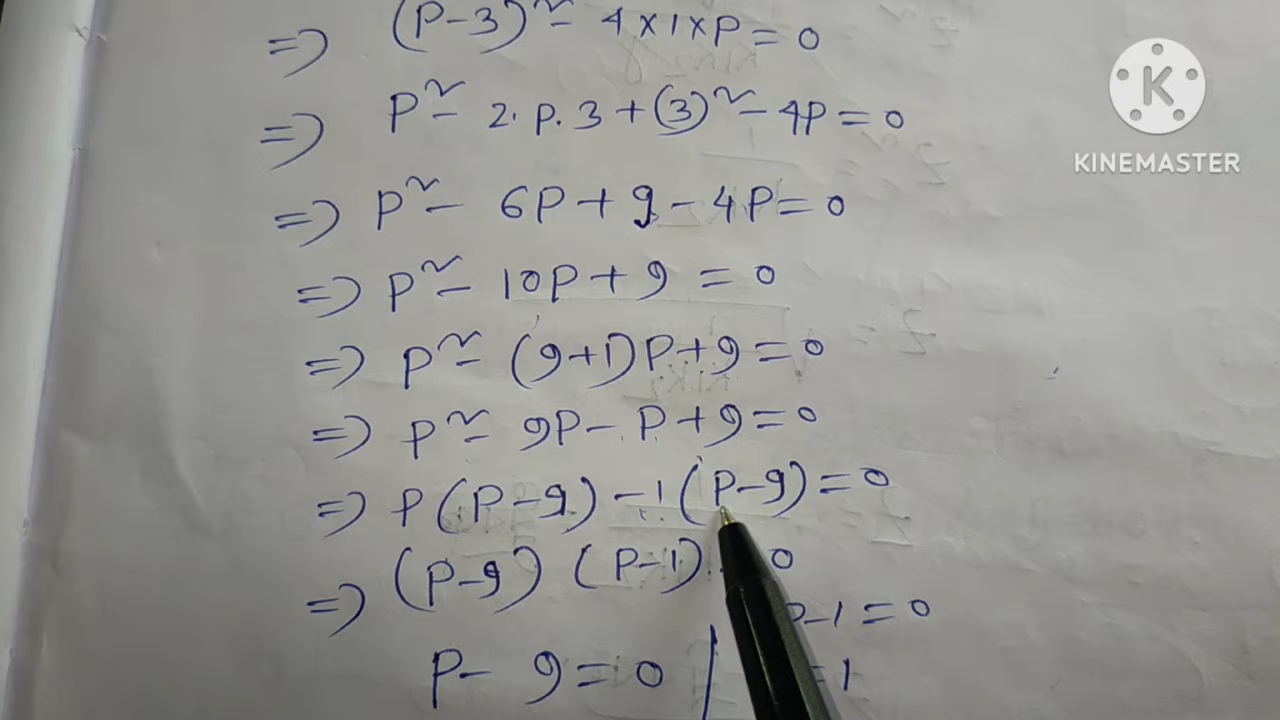 ⇒ (P-3)² - 4×1×P = 0
⇒ P² - 2.P.3 + (3)² - 4P = 0
⇒ P² - 6P + 9 - 4P = 0
⇒ P² - 10P + 9 = 0
⇒ P² - (9+1)P + 9 = 0
⇒ P² - 9P - P + 9 = 0
⇒ P(P-9) - 1(P-9) = 0
⇒ (P-9) (P-1) 0
P-1 = 0
P - 9 = 0 | = 1
KINEMASTER